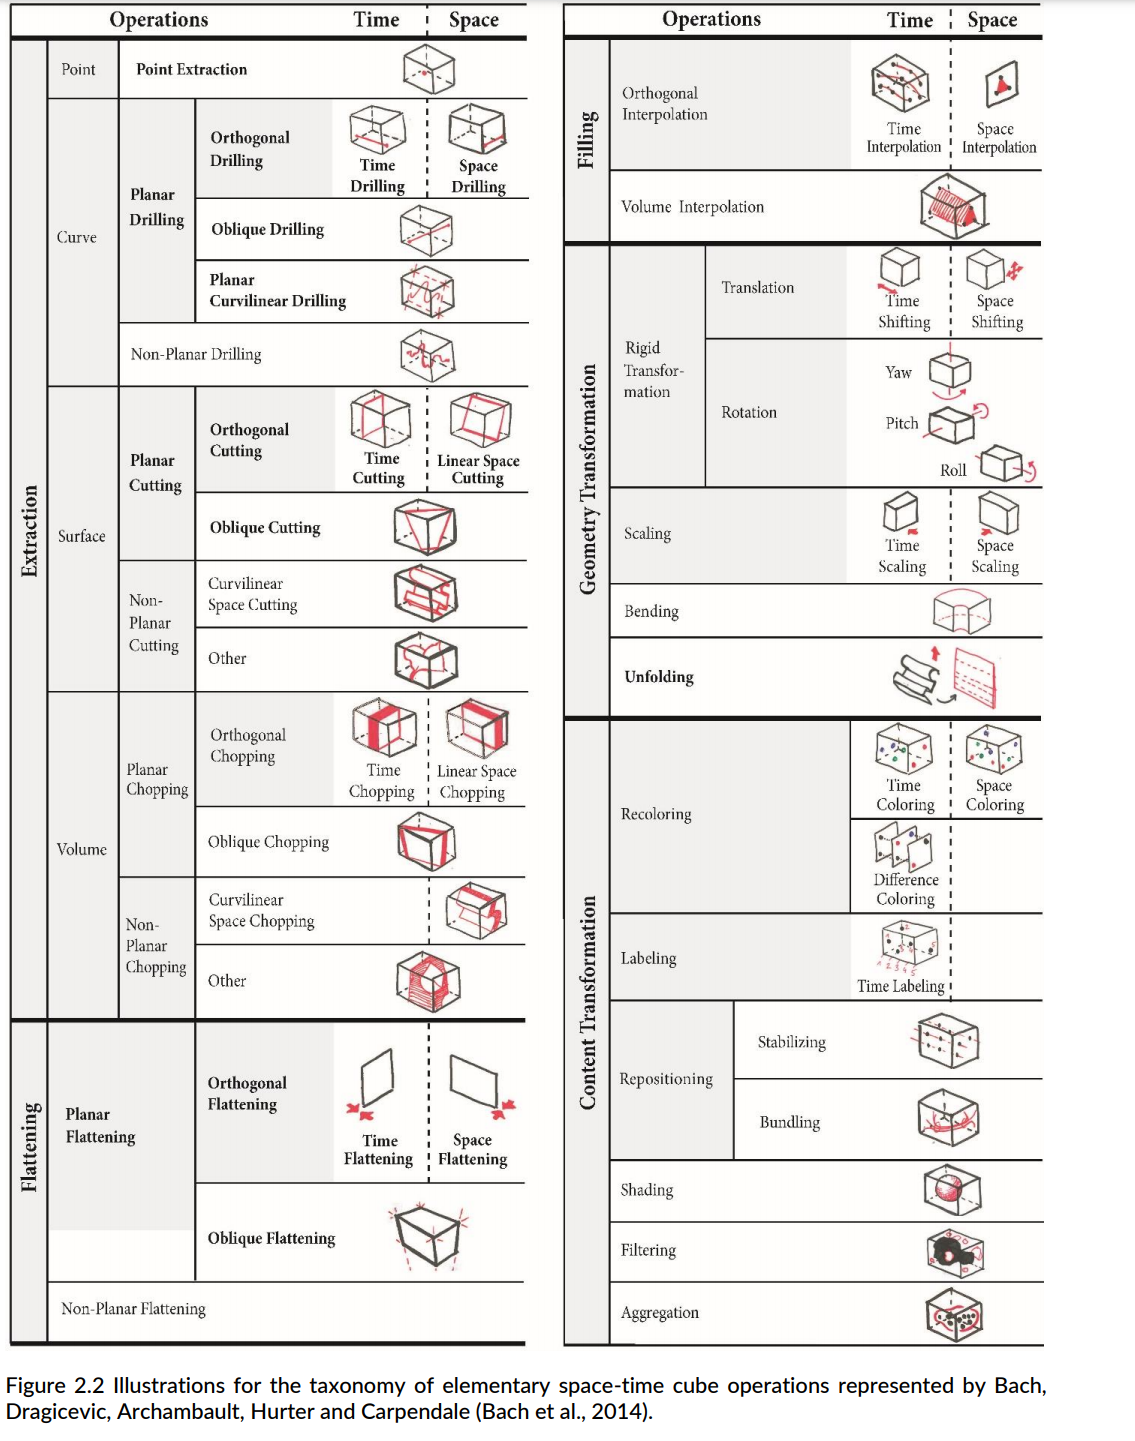 Operations Time Space
Extraction
Point
Point Extraction
Curve
Planar
Drilling
Orthogonal
Drilling
Time
Drilling
Space
Drilling
Oblique Drilling
Planar
Curvilinear Drilling
Non-Planar Drilling
Surface
Planar
Cutting
Orthogonal
Cutting
Time
Cutting
Linear Space
Cutting
Oblique Cutting
Non-
Planar
Cutting
Curvilinear
Space Cutting
Other
Volume
Planar
Chopping
Orthogonal
Chopping
Time
Chopping
Linear Space
Chopping
Oblique Chopping
Non-
Planar
Chopping
Curvilinear
Space Chopping
Other
Flattening
Planar
Flattening
Orthogonal
Flattening
Time
Flattening
Space
Flattening
Oblique Flattening
Non-Planar Flattening
Operations Time Space
Filling
Orthogonal
Interpolation
Time
Interpolation
Space
Interpolation
Volume Interpolation
Geometry Transformation
Rigid
Transfor-
mation
Translation
Time
Shifting
Space
Shifting
Rotation
Yaw
Pitch
Roll
Scaling
Time
Scaling
Space
Scaling
Bending
Unfolding
Content Transformation
Recoloring
Time
Coloring
Space
Coloring
Difference
Coloring
Labeling
Time Labeling
Repositioning
Stabilizing
Bundling
Shading
Filtering
Aggregation
Figure 2.2 Illustrations for the taxonomy of elementary space-time cube operations represented by Bach,
Dragicevic, Archambault, Hurter and Carpendale (Bach et al., 2014).